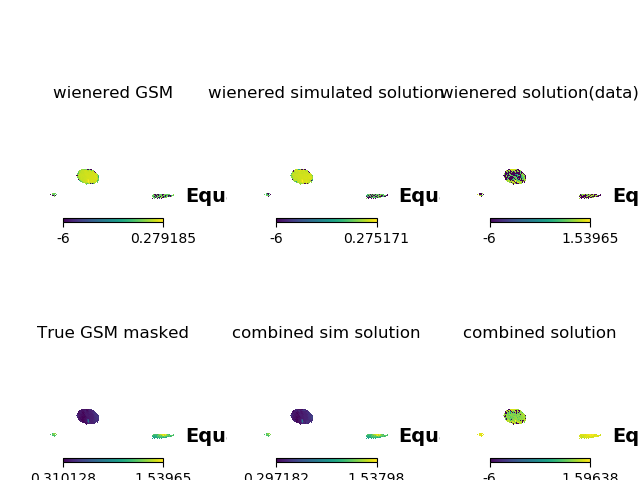 wienered GSM
wienered simulated solution
wienered solution(data)
Equ
Equ
Eq
-6 0.279185
-6 0.275171
-6 1.53965
True GSM masked
combined sim solution
combined solution
Equ
Equ
Eq
0.310128 1.53965
0.297182 1.53798
-6 1.59638